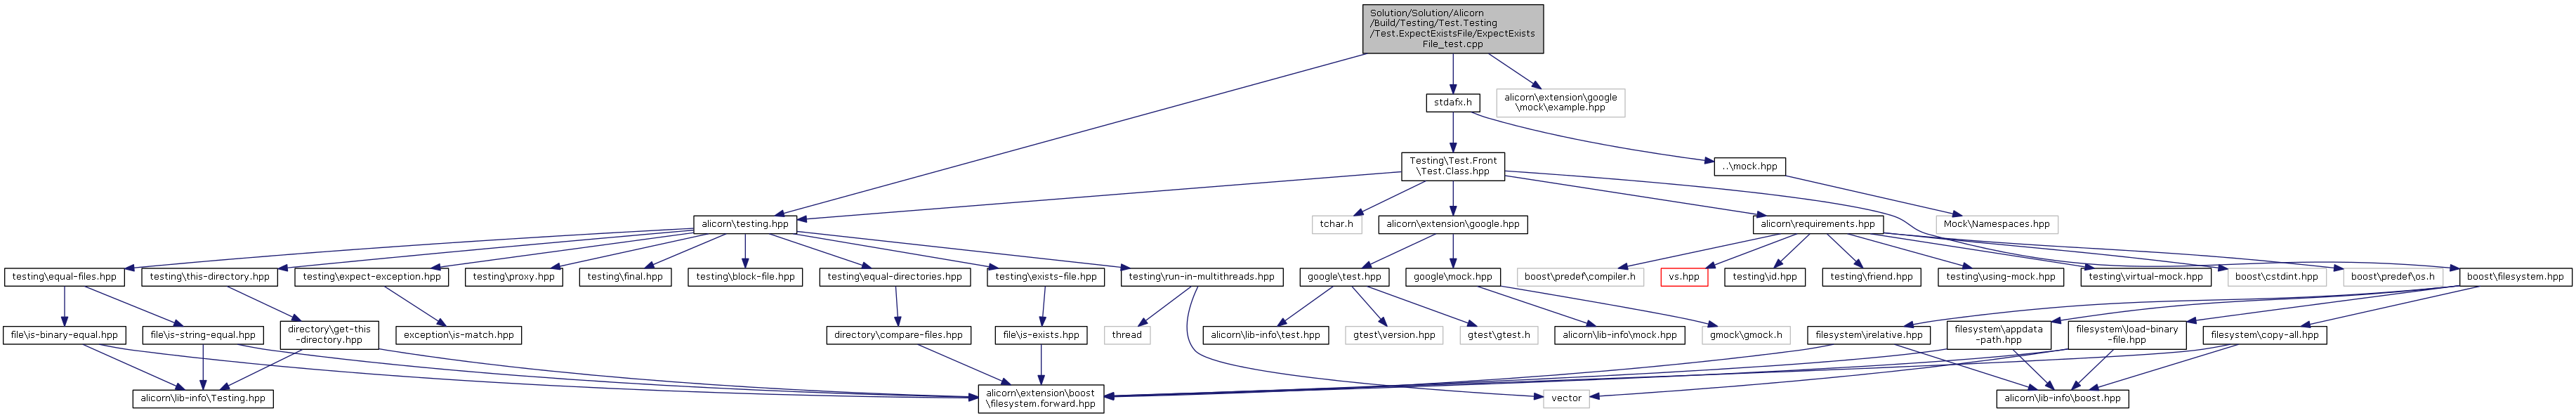 Solution/Solution/Alicorn
/Build/Testing/Test.Testing
/Test.ExpectExistsFile/ExpectExists
File_test.cpp
stdafx.h
alicorn\extension\google
\mock\example.hpp
Testing\Test.Front
\Test.Class.hpp
..\mock.hpp
alicorn\testing.hpp
tchar.h
alicorn\extension\google.hpp
alicorn\requirements.hpp
Mock\Namespaces.hpp
testing\equal-files.hpp
testing\this-directory.hpp
testing\expect-exception.hpp
testing\proxy.hpp
testing\final.hpp
testing\block-file.hpp
testing\equal-directories.hpp
testing\exists-file.hpp
testing\run-in-multithreads.hpp
google\test.hpp
google\mock.hpp
boost\predef\compiler.h
vs.hpp
testing\id.hpp
testing\friend.hpp
testing\using-mock.hpp
testing\virtual-mock.hpp
boost\cstdint.hpp
boost\predef\os.h
boost\filesystem.hpp
file\is-binary-equal.hpp
file\is-string-equal.hpp
directory\get-this
-directory.hpp
exception\is-match.hpp
directory\compare-files.hpp
file\is-exists.hpp
thread
alicorn\lib-info\test.hpp
gtest\version.hpp
gtest\gtest.h
alicorn\lib-info\mock.hpp
gmock\gmock.h
filesystem\irelative.hpp
filesystem\appdata
-path.hpp
filesystem\load-binary
-file.hpp
filesystem\copy-all.hpp
alicorn\lib-info\Testing.hpp
alicorn\extension\boost
\filesystem.forward.hpp
vector
alicorn\lib-info\boost.hpp